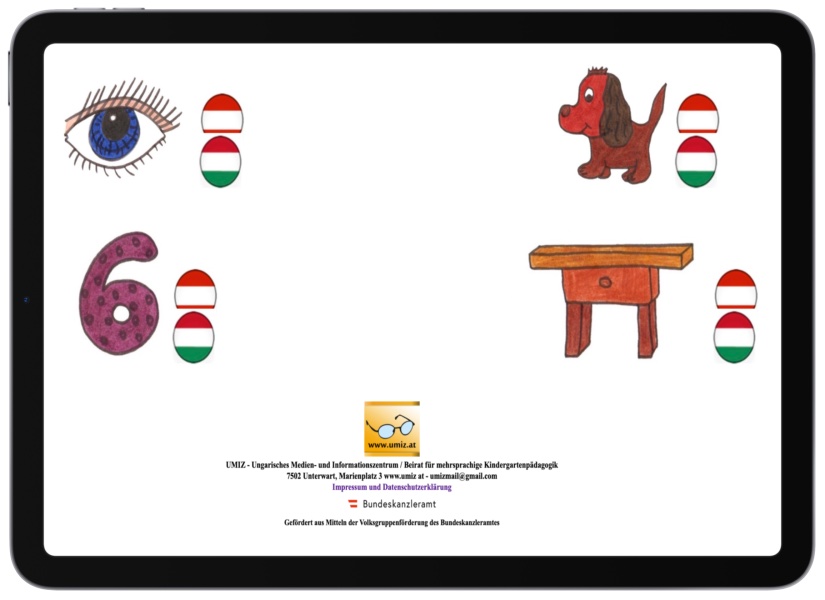 6
www.umiz.at
UMIZ - Ungarisches Medien- und Informationszentrum / Beirat für mehrsprachige Kindergartenpädagogik
7502 Unterwart, Marienplatz 3 www.umiz at - umizmail@gmail.com
Impressum und Datenschutzerklärung
Bundeskanzleramt
Gefördert aus Mitteln der Volksgruppenförderung des Bundeskanzleramtes